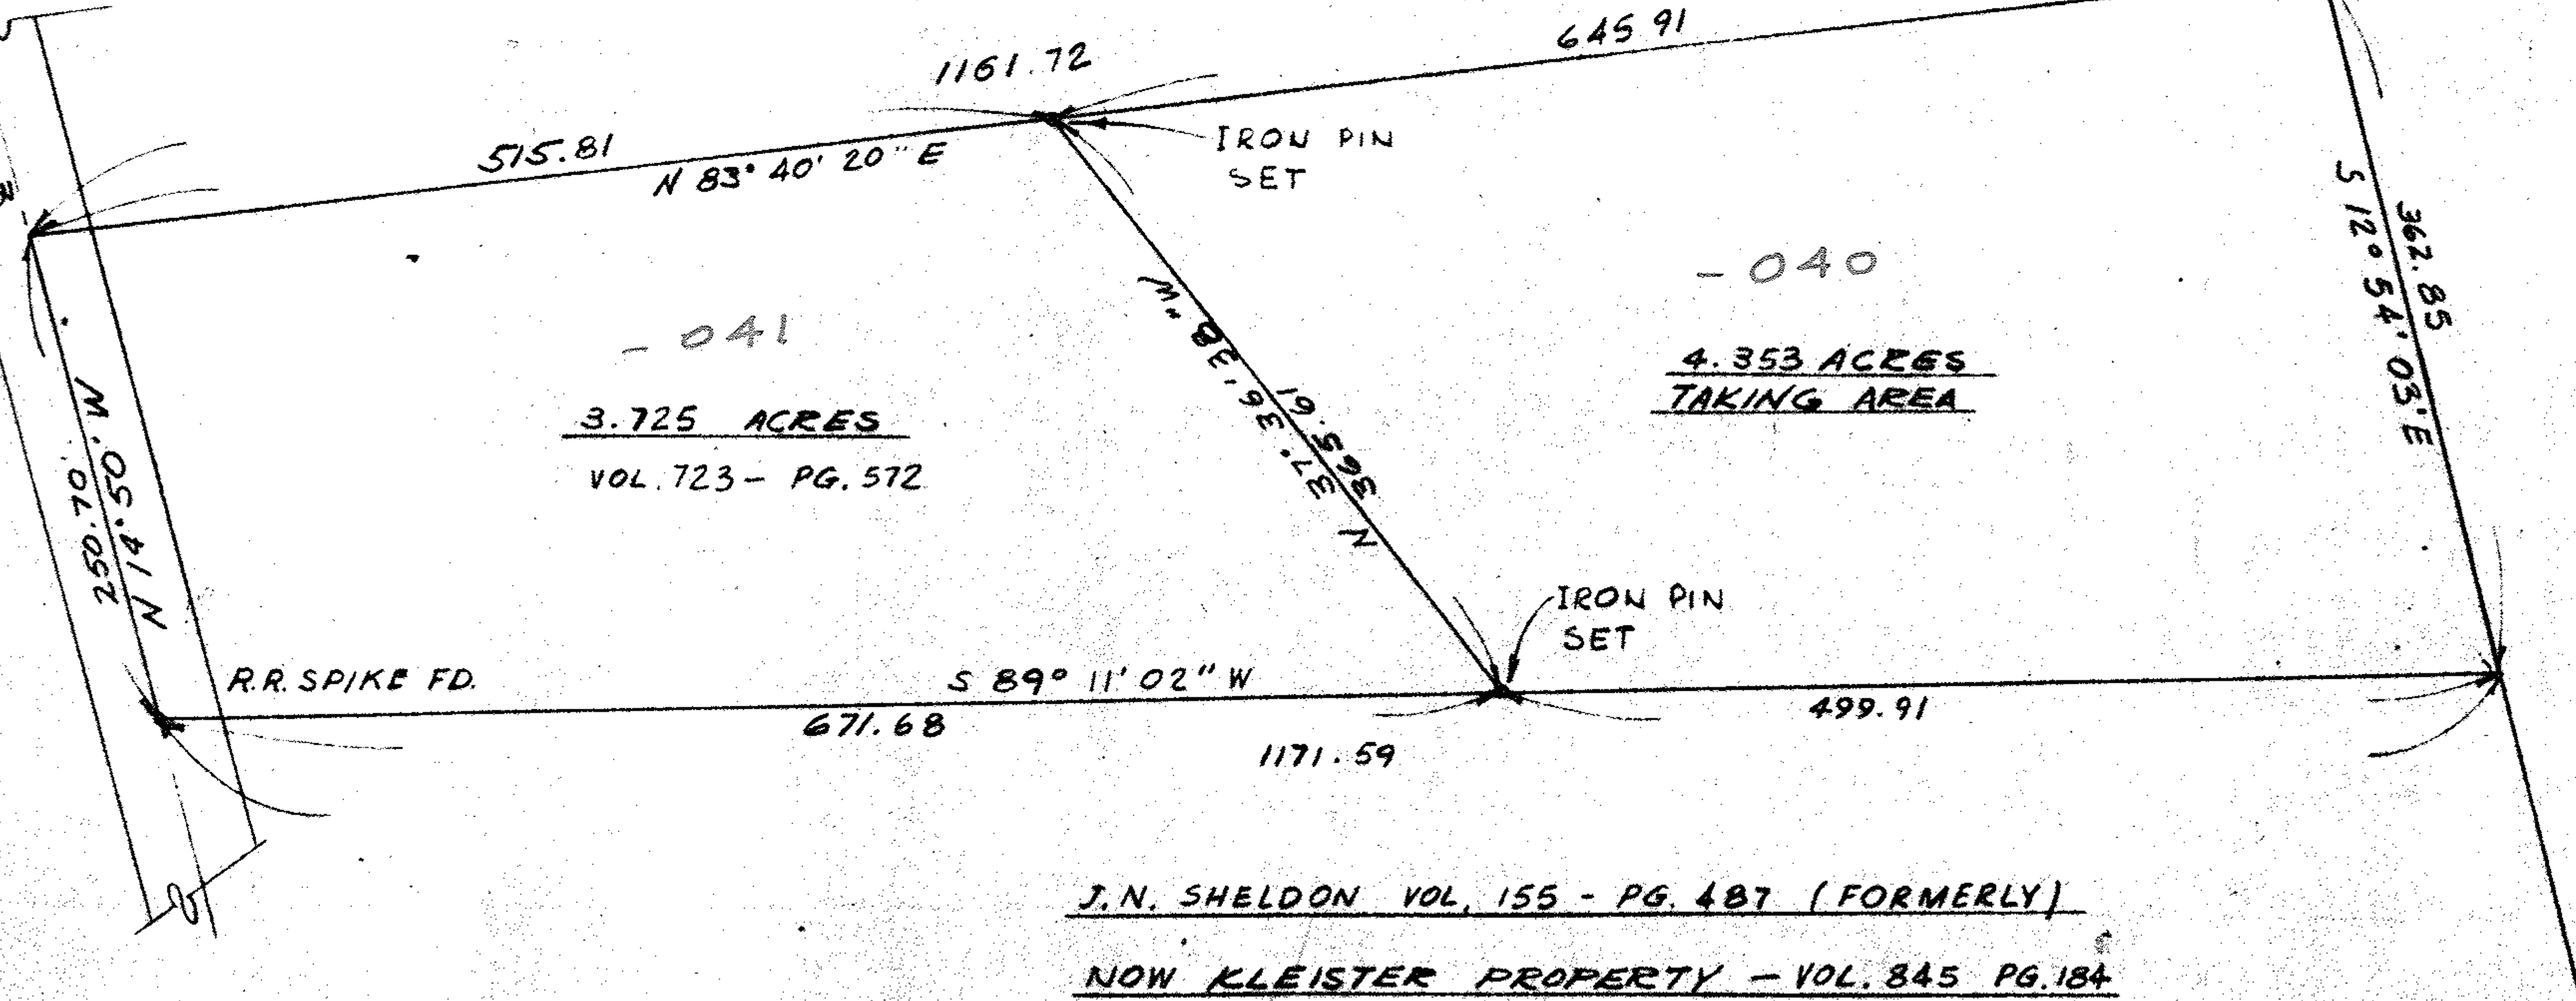 1161.72
645.91
515.81
N 83° 40' 20" E
IRON PIN
SET
S 12° 54' 03' E
362.85
- 040
4.353 ACRES
TAKING AREA
- 041
3.725 ACRES
VOL. 723 - PG. 572
N 37° 36' 38" W
365.61
250.70'
N 14° 50' W
IRON PIN
SET
R.R. SPIKE FD.
S 89° 11' 02" W
671.68
499.91
1171.59
J.N. SHELDON VOL, 155 - PG. 487 (FORMERLY)
NOW KLEISTER PROPERTY - VOL. 845 PG. 184